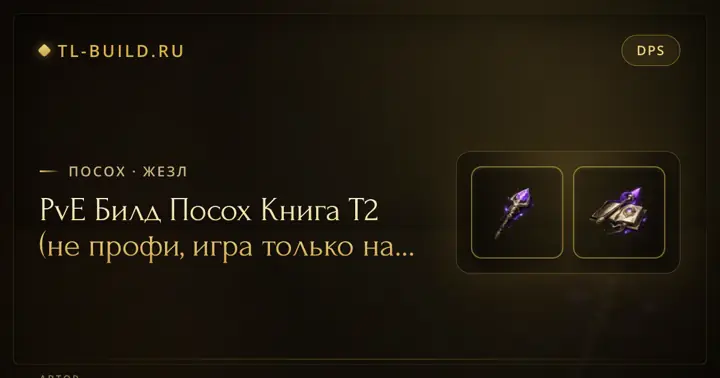 TL-BUILD.RU
DPS
ПОСОХ · ЖЕЗЛ
PvE Билд Посох Книга Т2
(не профи, игра только на...